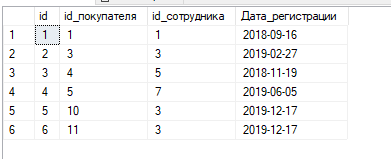 id id_покупателя id_сотрудника Дата_регистрации
1 1 1 1 2018-09-16
2 2 3 3 2019-02-27
3 3 4 5 2018-11-19
4 4 5 7 2019-06-05
5 5 10 3 2019-12-17
6 6 11 3 2019-12-17